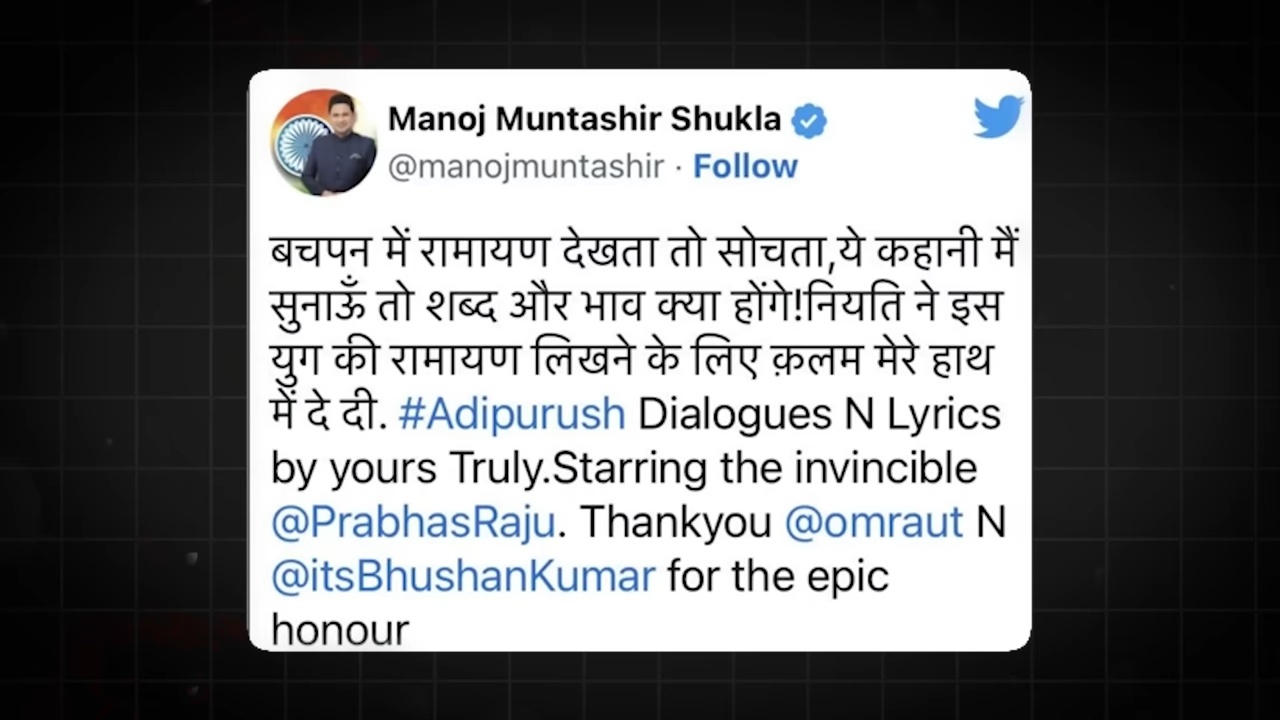 Manoj Muntashir Shukla
@manojmuntashir · Follow
बचपन में रामायण देखता तो सोचता,ये कहानी मैं
सुनाऊँ तो शब्द और भाव क्या होंगे!नियति ने इस
युग की रामायण लिखने के लिए क़लम मेरे हाथ
में दे दी. #Adipurush Dialogues N Lyrics
by yours Truly.Starring the invincible
@PrabhasRaju. Thankyou @omraut N
@itsBhushanKumar for the epic
honour